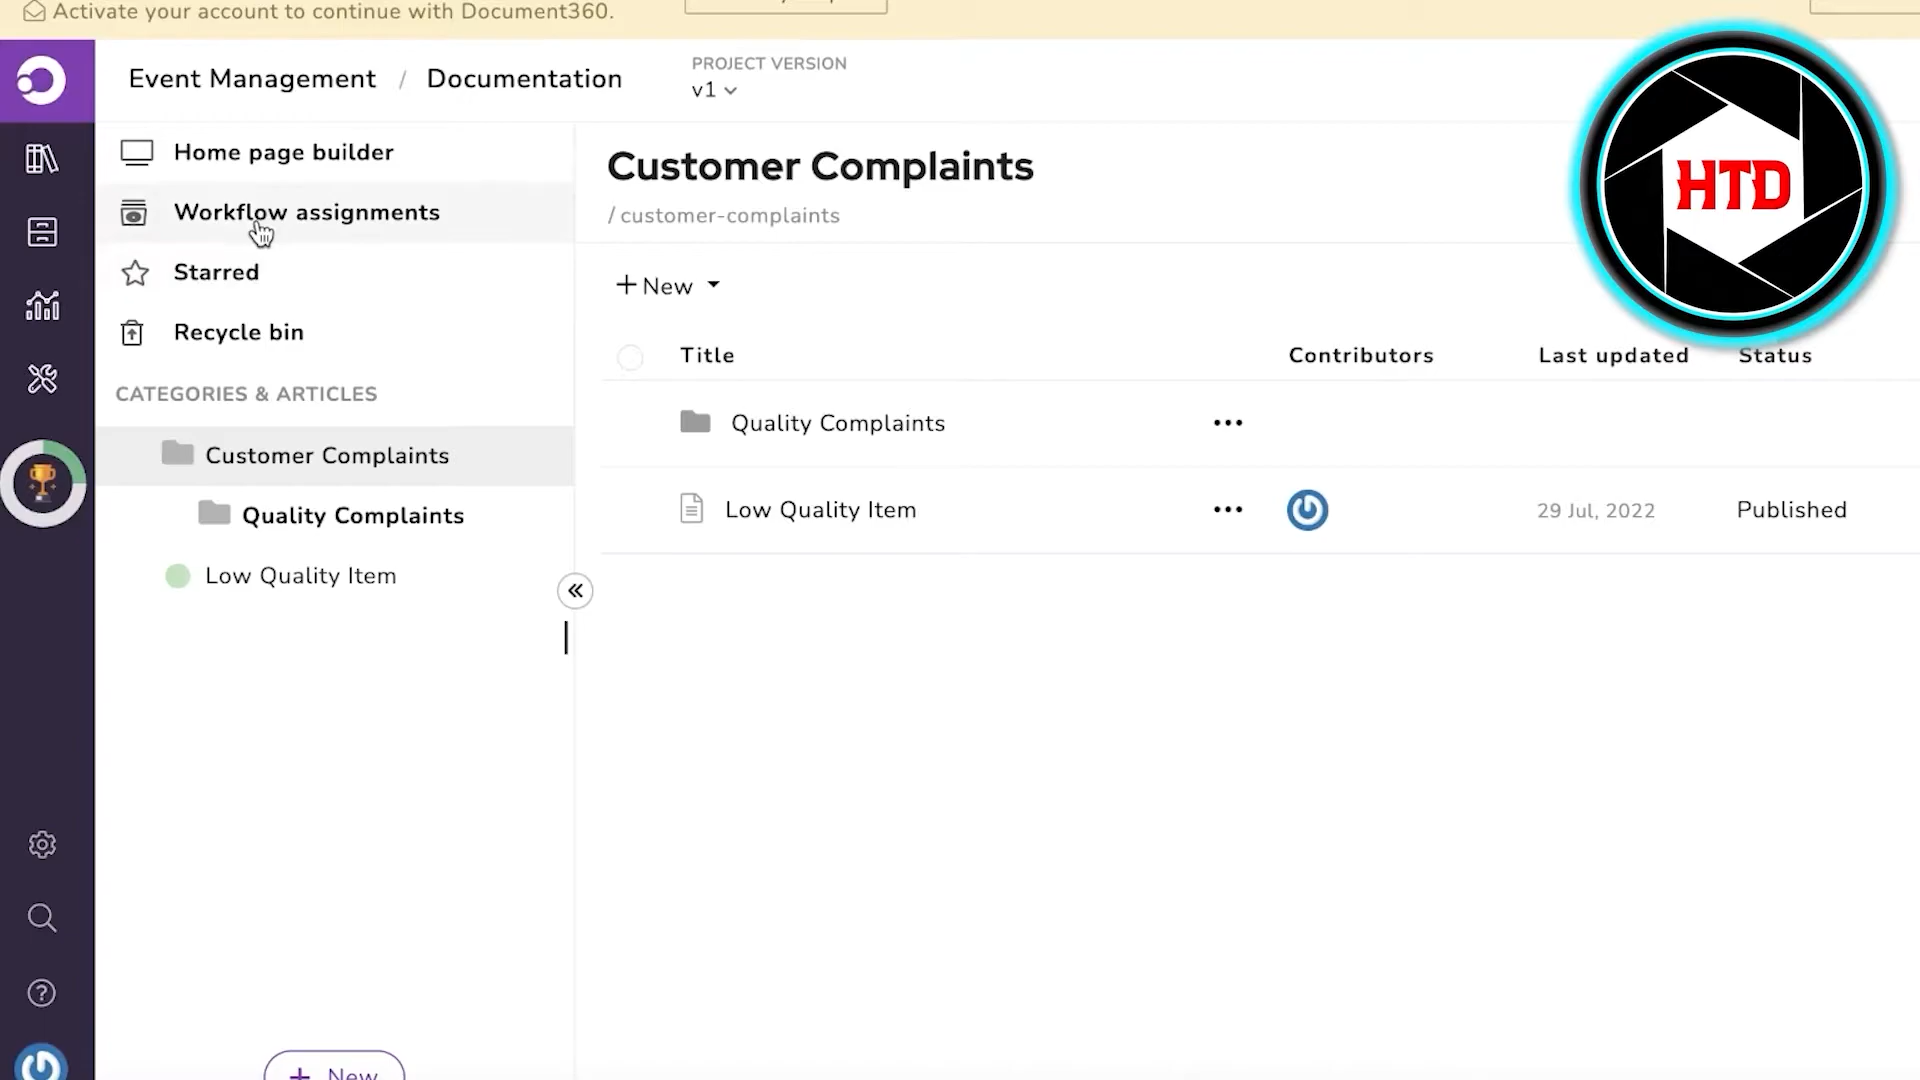 Activate your account to continue with Document360.
Event Management / Documentation
PROJECT VERSION
v1
Home page builder
Workflow assignments
Starred
Recycle bin
CATEGORIES & ARTICLES
Customer Complaints
Quality Complaints
Low Quality Item
+ New
Customer Complaints
/ customer-complaints
+ New
Title Contributors Last updated Status
Quality Complaints
Low Quality Item 29 Jul, 2022 Published
HTD